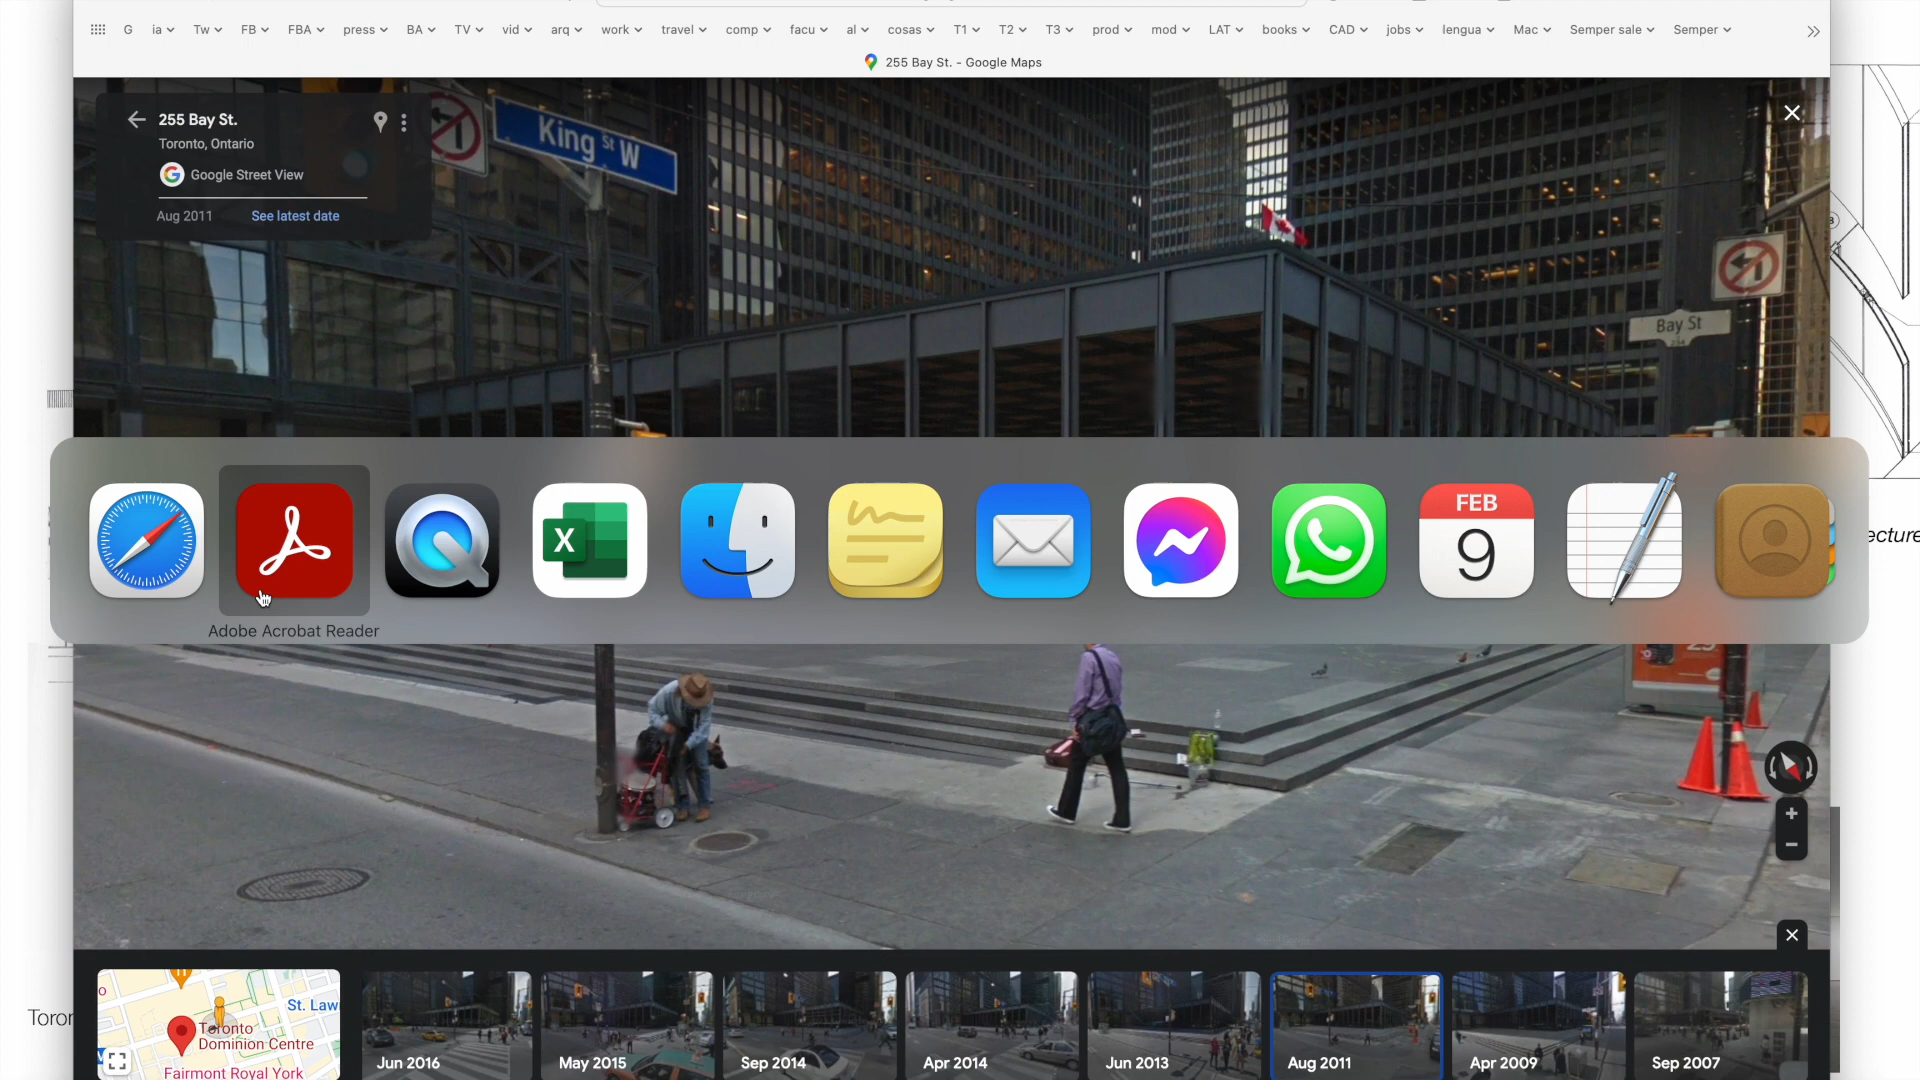 G ia Tw FB FBA press BA TV vid arq work travel comp facu al cosas T1 T2 T3 prod mod LAT books CAD jobs lengua Mac Semper sale Semper
255 Bay St. - Google Maps
255 Bay St.
Toronto, Ontario
Google Street View
Aug 2011 See latest date
King St W
Bay St
FEB
9
X
Adobe Acrobat Reader
ecture
25
St. Law
Toronto
Dominion Centre
Fairmont Royal York
Toror
Jun 2016
May 2015
Sep 2014
Apr 2014
Jun 2013
Aug 2011
Apr 2009
Sep 2007